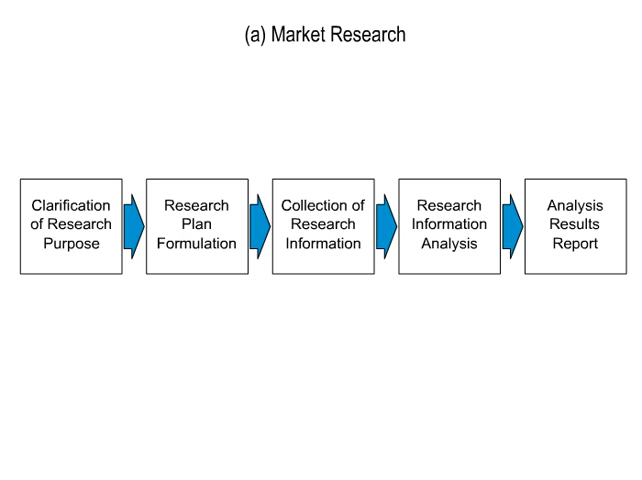 (a) Market Research
Clarification
of Research
Purpose
Research
Plan
Formulation
Collection of
Research
Information
Research
Information
Analysis
Analysis
Results
Report